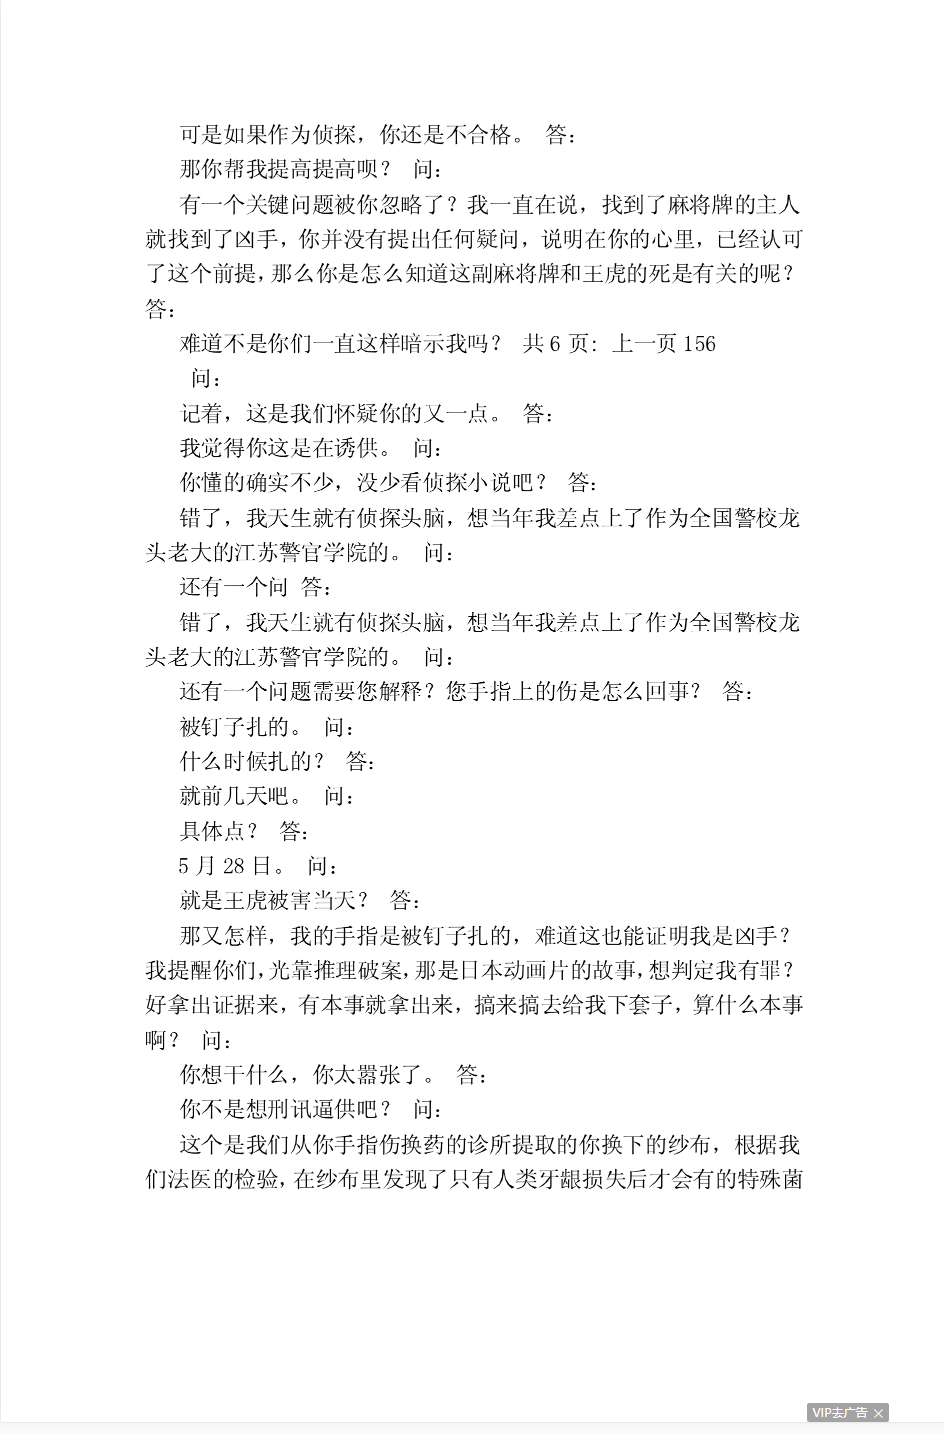 可是如果作为侦探，你还是不合格。 答：
那你帮我提高提高呗？ 问：
有一个关键问题被你忽略了？我一直在说，找到了麻将牌的主人
就找到了凶手，你并没有提出任何疑问，说明在你的心里，已经认可
了这个前提，那么你是怎么知道这副麻将牌和王虎的死是有关的呢？
答：
难道不是你们一直这样暗示我吗？ 共 6 页： 上一页 156
问：
记着，这是我们怀疑你的又一点。 答：
我觉得你这是在诱供。 问：
你懂的确实不少，没少看侦探小说吧？ 答：
错了，我天生就有侦探头脑，想当年我差点上了作为全国警校龙
头老大的江苏警官学院的。 问：
还有一个问 答：
错了，我天生就有侦探头脑，想当年我差点上了作为全国警校龙
头老大的江苏警官学院的。 问：
还有一个问题需要您解释？您手指上的伤是怎么回事？ 答：
被钉子扎的。 问：
什么时候扎的？ 答：
就前几天吧。 问：
具体点？ 答：
5 月 28 日。 问：
就是王虎被害当天？ 答：
那又怎样，我的手指是被钉子扎的，难道这也能证明我是凶手？
我提醒你们，光靠推理破案，那是日本动画片的故事，想判定我有罪？
好拿出证据来，有本事就拿出来，搞来搞去给我下套子，算什么本事
啊？ 问：
你想干什么，你太嚣张了。 答：
你不是想刑讯逼供吧？ 问：
这个是我们从你手指伤换药的诊所提取的你换下的纱布，根据我
们法医的检验，在纱布里发现了只有人类牙龈损失后才会有的特殊菌
VIP去广告 ×